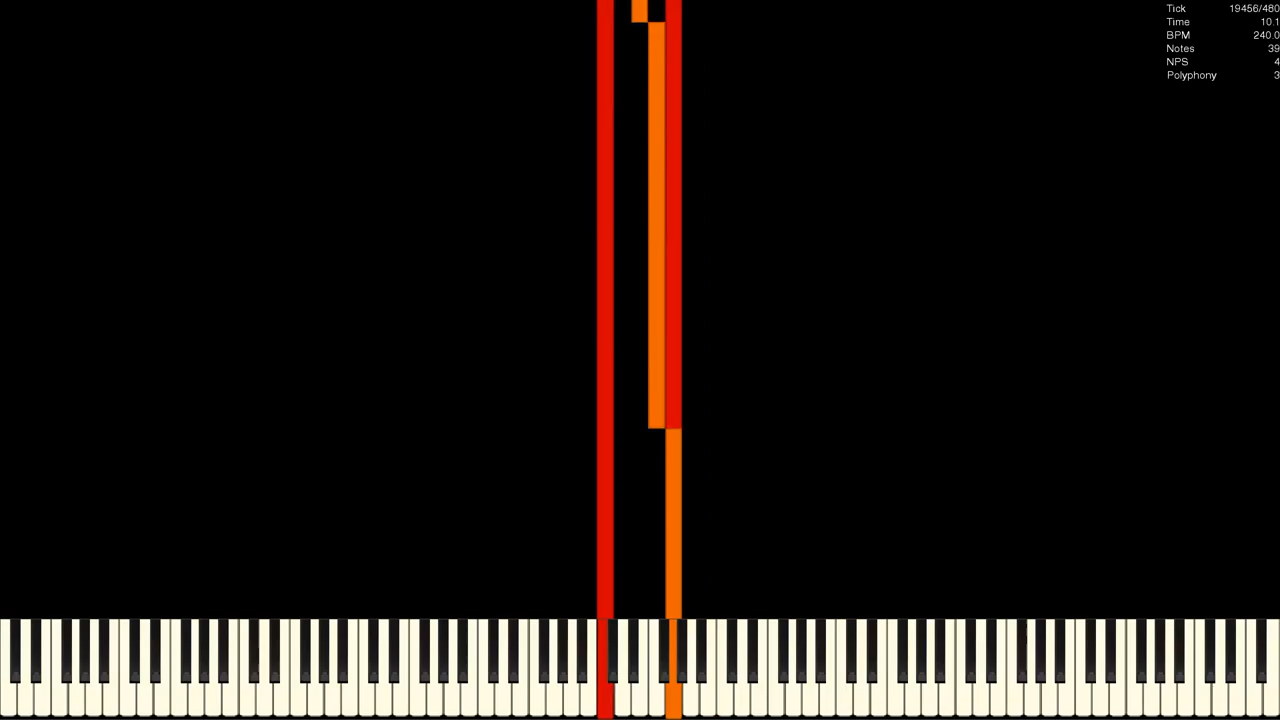 Tick 19456/480
Time 10.1
BPM 240.0
Notes 39
NPS 4
Polyphony 3